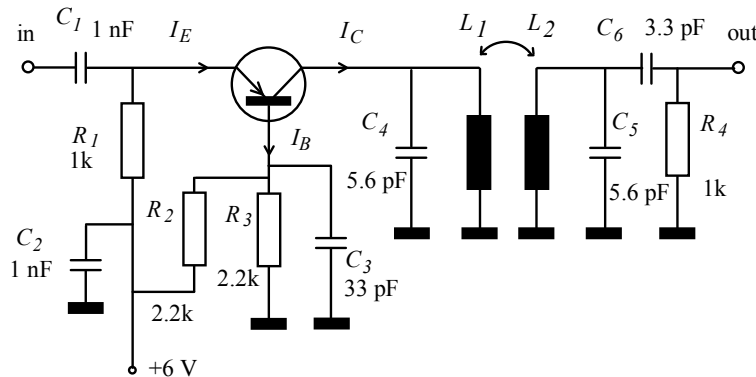 in
C1 1 nF
IE
IC
L1
L2
C6 3.3 pF
out
R1
1k
IB
C4
5.6 pF
C5
5.6 pF
R4
1k
C2
1 nF
R2
2.2k
R3
2.2k
C3
33 pF
+6 V